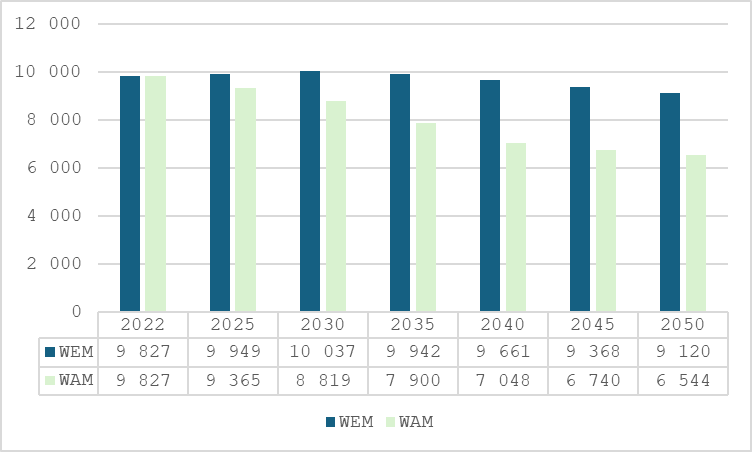 12 000
10 000
8 000
6 000
4 000
2 000
0
2022 2025 2030 2035 2040 2045 2050
WEM 9 827 9 949 10 037 9 942 9 661 9 368 9 120
WAM 9 827 9 365 8 819 7 900 7 048 6 740 6 544
WEM WAM